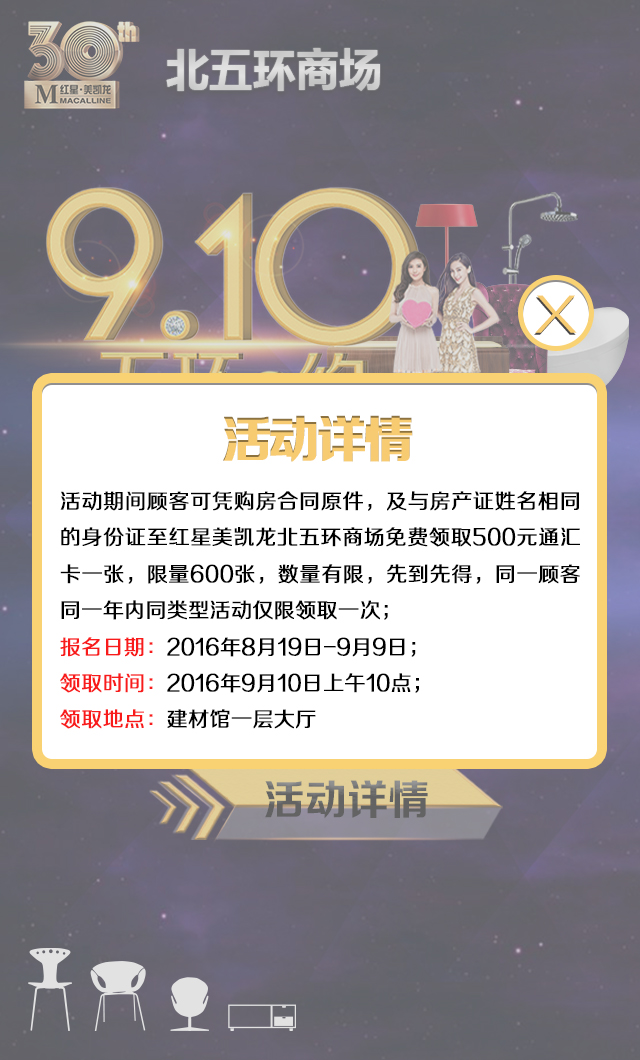 30th
M 红星·美凯龙
MACALLINE
北五环商场
9.10
活动详情
活动期间顾客可凭购房合同原件，及与房产证姓名相同
的身份证至红星美凯龙北五环商场免费领取500元通汇
卡一张，限量600张，数量有限，先到先得，同一顾客
同一年内同类型活动仅限领取一次；
报名日期：2016年8月19日-9月9日；
领取时间：2016年9月10日上午10点；
领取地点：建材馆一层大厅
活动详情